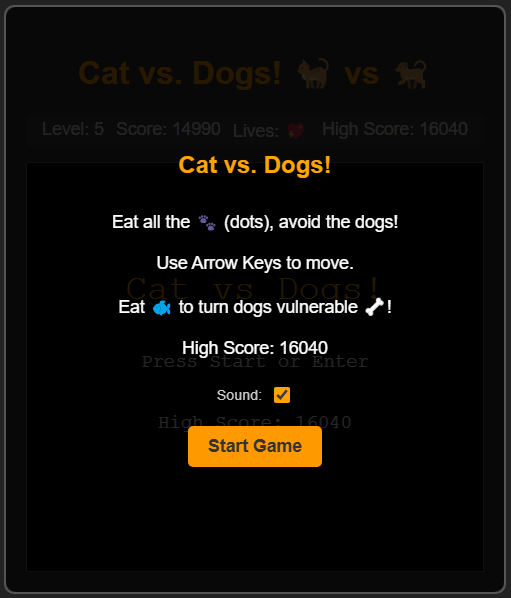 Cat vs. Dogs! 🐈 vs 🐕
Level: 5 Score: 14990 Lives: ❤️ High Score: 16040
Cat vs. Dogs!
Eat all the 🐾 (dots), avoid the dogs!
Use Arrow Keys to move.
Cat vs Dogs!
Eat 🐟 to turn dogs vulnerable 🦴!
High Score: 16040
Press Start or Enter
Sound:
High Score: 16040
Start Game